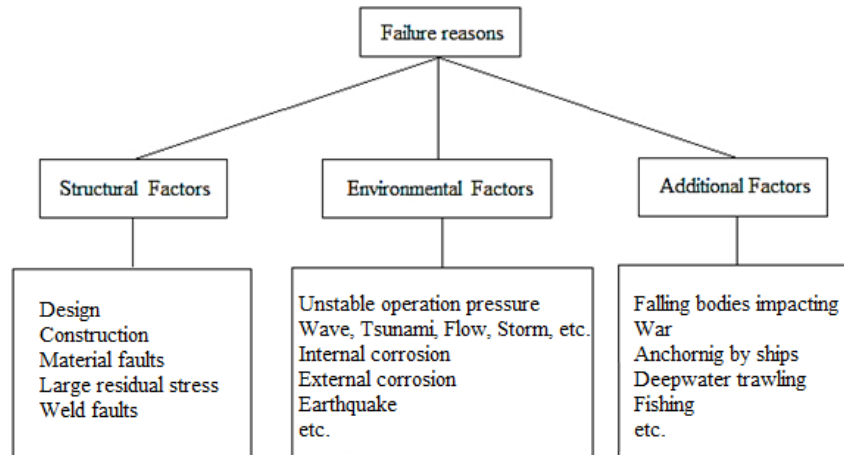 Failure reasons
Structural Factors
Environmental Factors
Additional Factors
Design
Construction
Material faults
Large residual stress
Weld faults
Unstable operation pressure
Wave, Tsunami, Flow, Storm, etc.
Internal corrosion
External corrosion
Earthquake
etc.
Falling bodies impacting
War
Anchornig by ships
Deepwater trawling
Fishing
etc.